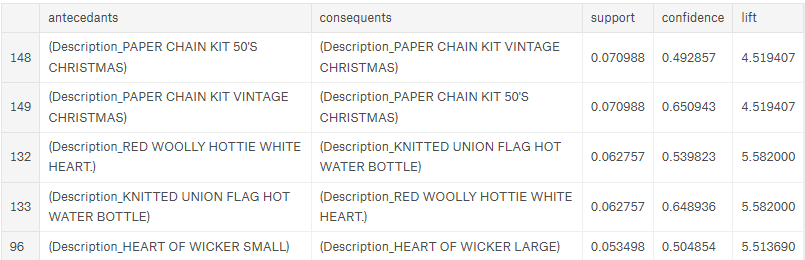 antecedants consequents support confidence lift
148 (Description_PAPER CHAIN KIT 50'S CHRISTMAS) (Description_PAPER CHAIN KIT VINTAGE CHRISTMAS) 0.070988 0.492857 4.519407
149 (Description_PAPER CHAIN KIT VINTAGE CHRISTMAS) (Description_PAPER CHAIN KIT 50'S CHRISTMAS) 0.070988 0.650943 4.519407
132 (Description_RED WOOLLY HOTTIE WHITE HEART.) (Description_KNITTED UNION FLAG HOT WATER BOTTLE) 0.062757 0.539823 5.582000
133 (Description_KNITTED UNION FLAG HOT WATER BOTTLE) (Description_RED WOOLLY HOTTIE WHITE HEART.) 0.062757 0.648936 5.582000
96 (Description_HEART OF WICKER SMALL) (Description_HEART OF WICKER LARGE) 0.053498 0.504854 5.513690